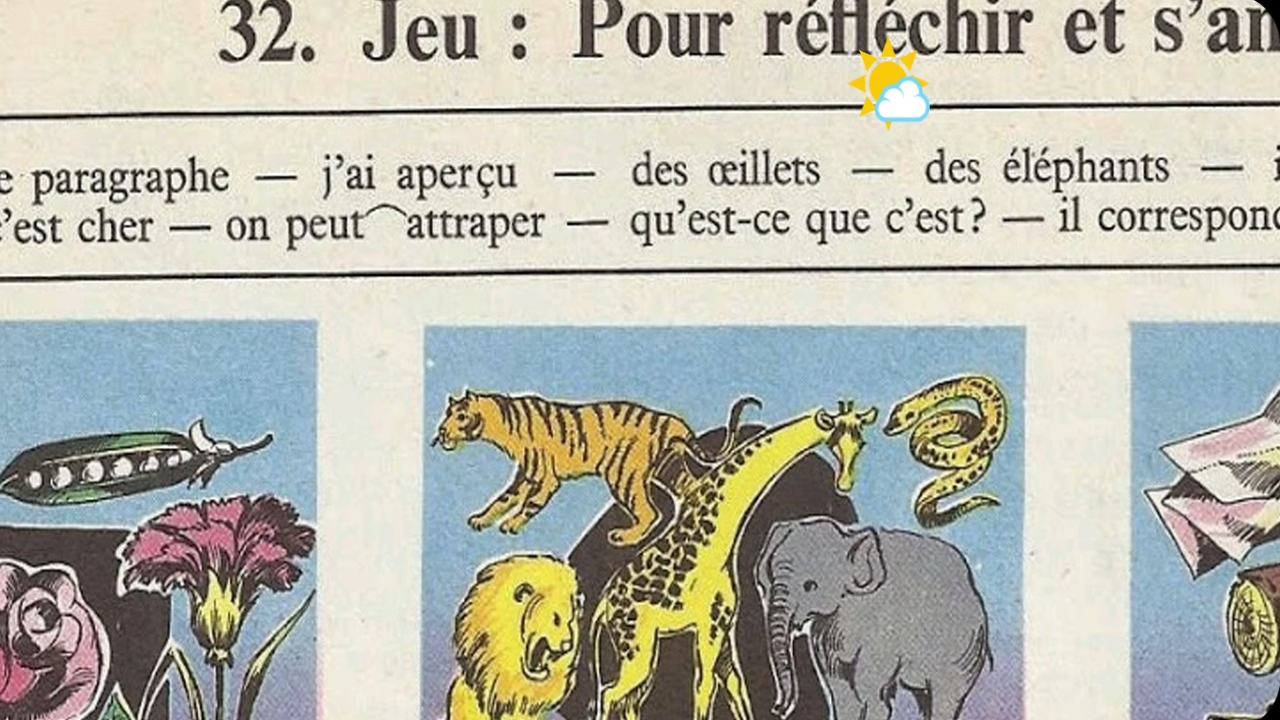 32. Jeu : Pour réfléchir et s'an
paragraphe — j'ai aperçu — des œillets — des éléphants —
c'est cher — on peut attraper — qu'est-ce que c'est? — il correspond